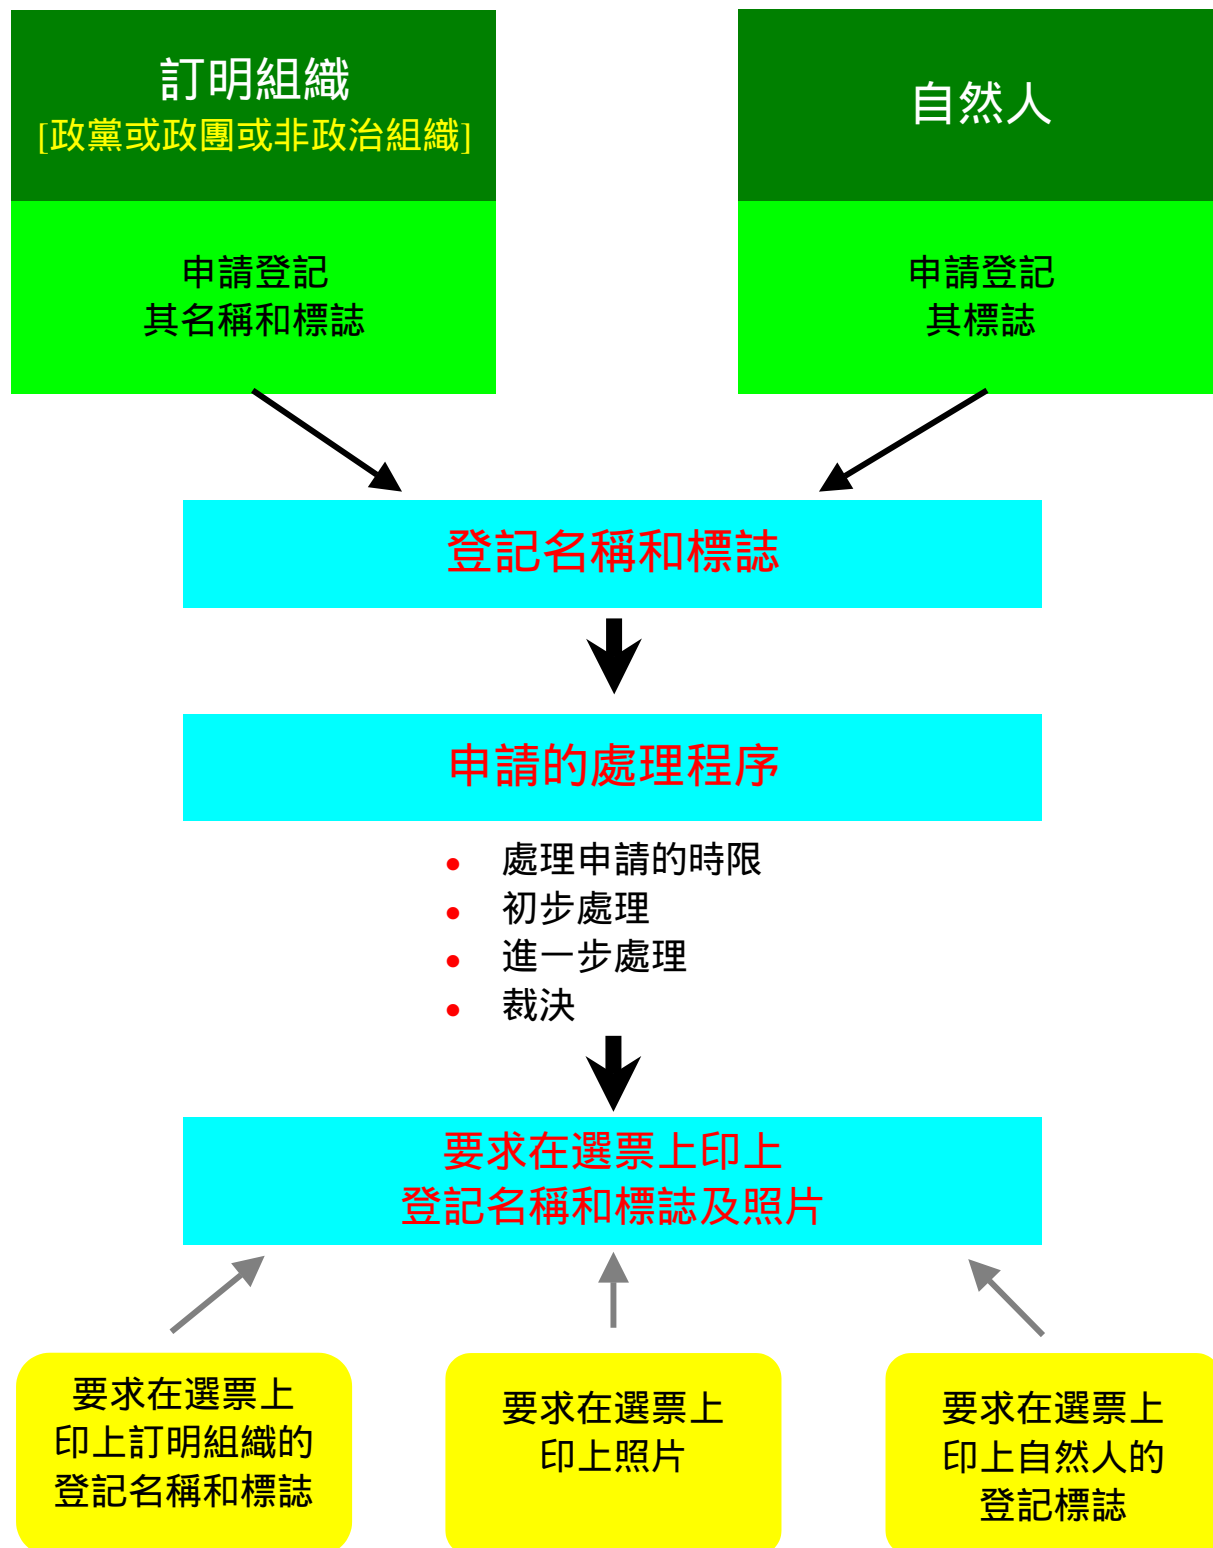 訂明組織
[政黨或政團或非政治組織]
申請登記
其名稱和標誌
自然人
申請登記
其標誌
登記名稱和標誌
申請的處理程序
● 處理申請的時限
● 初步處理
● 進一步處理
● 裁決
要求在選票上印上
登記名稱和標誌及照片
要求在選票上
印上訂明組織的
登記名稱和標誌
要求在選票上
印上照片
要求在選票上
印上自然人的
登記標誌